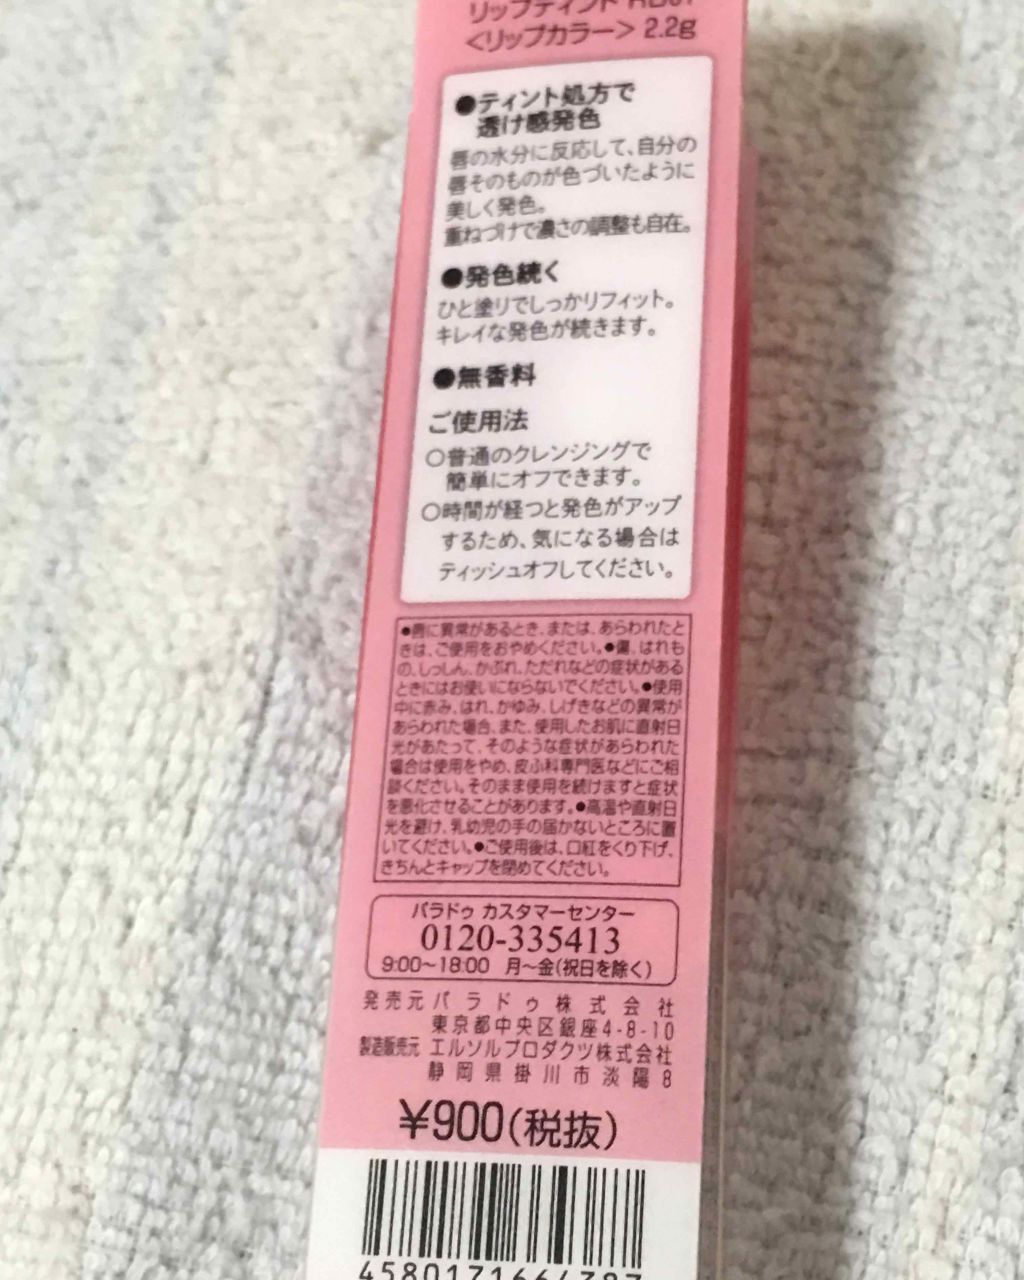 リップティント RD01
<リップカラー> 2.2g
●ティント処方で
透け感発色
唇の水分に反応して、自分の
唇そのものが色づいたように
美しく発色。
重ねづけで濃さの調整も自在。
●発色続く
ひと塗りでしっかりフィット。
キレイな発色が続きます。
●無香料
ご使用法
○普通のクレンジングで
簡単にオフできます。
○時間が経つと発色がアップ
するため、気になる場合は
ティッシュオフしてください。
●唇に異常があるとき、または、あらわれたと
きは、ご使用をおやめください。●傷、はれも
の、しっしん、かぶれ、ただれなどの症状がある
ときにはお使いにならないでください。●使用
中に赤み、はれ、かゆみ、しげきなどの異常が
あらわれた場合、また、使用したお肌に直射日
光があたって、そのような症状があらわれた
場合は使用をやめ、皮ふ科専門医などにご相
談ください。そのまま使用を続けますと症状
を悪化させることがあります。●高温や直射日
光を避け、乳幼児の手の届かないところに置
いてください。●ご使用後は、口紅をくり下げ、
きちんとキャップを閉めてください。
パラドゥ カスタマーセンター
0120-335413
9:00～18:00 月～金(祝日を除く)
発売元 パラドゥ株式会社
東京都中央区銀座4-8-10
製造販売元 エルソルプロダクツ株式会社
静岡県掛川市淡陽8
¥900(税抜)
4580171664387